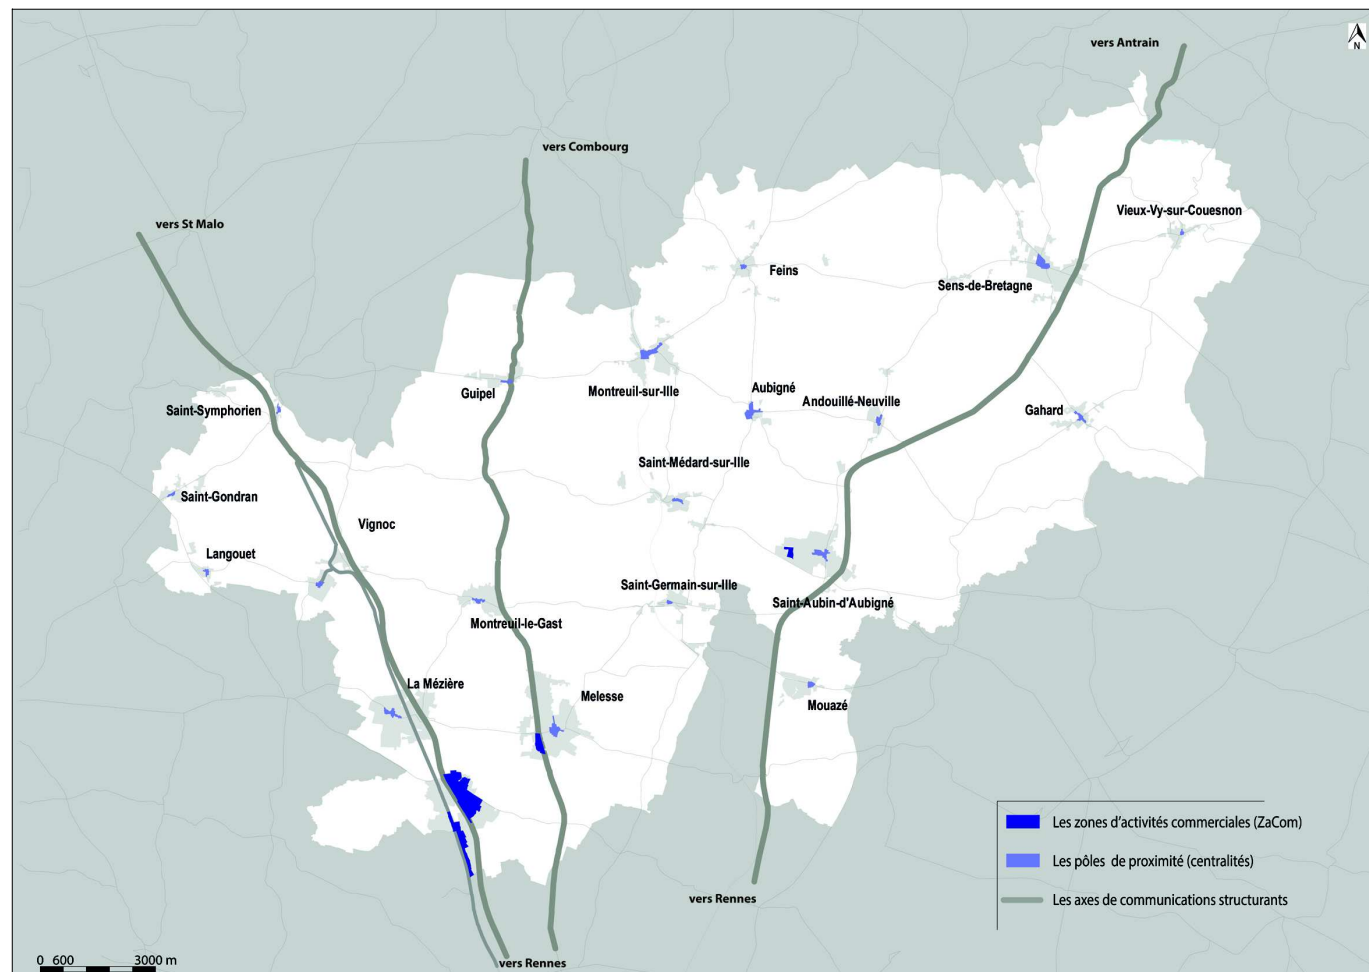 vers Antrain
N
vers Combourg
vers St Malo
Vieux-Vy-sur-Couesnon
Feins
Sens-de-Bretagne
Guipel
Montreuil-sur-Ille
Aubigné
Andouillé-Neuville
Gahard
Saint-Symphorien
Saint-Médard-sur-Ille
Saint-Gondran
Vignoc
Langouet
Saint-Germain-sur-Ille
Saint-Aubin-d'Aubigné
Montreuil-le-Gast
La Mézière
Melesse
Mouazé
Les zones d'activités commerciales (ZaCom)
Les pôles de proximité (centralités)
Les axes de communications structurants
vers Rennes
vers Rennes
0 600 3000 m